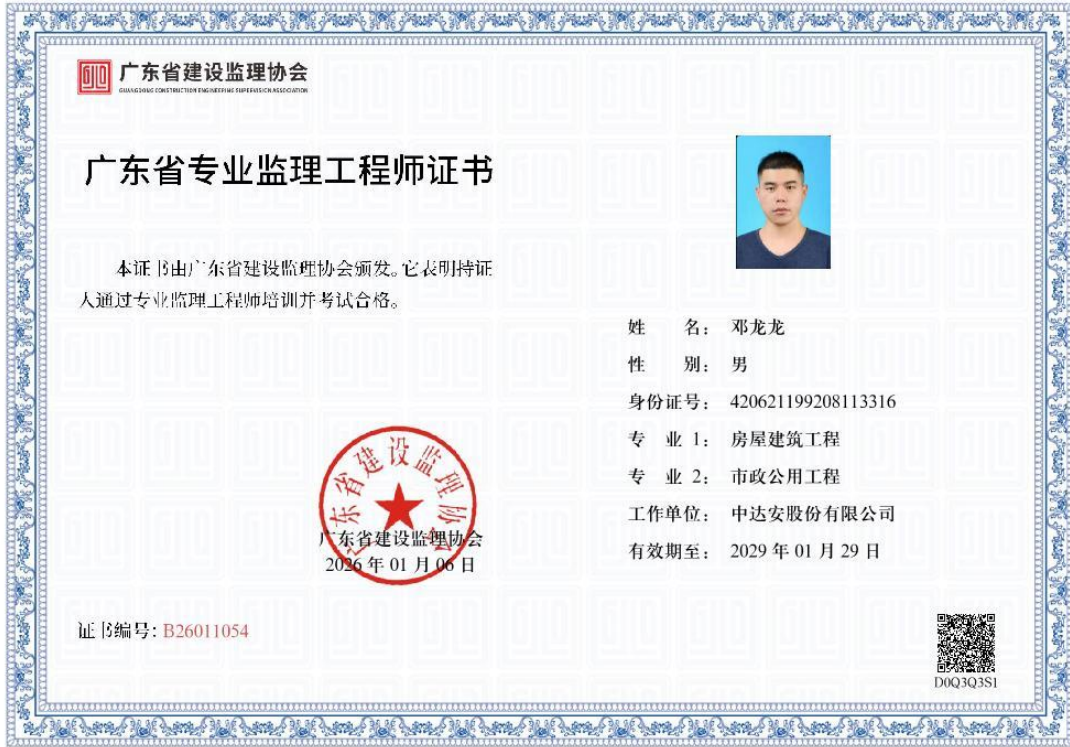 广东省建设监理协会
GUANGDONG CONSTRUCTION ENGINEERING SUPERVISION ASSOCIATION
广东省专业监理工程师证书
本证书由广东省建设监理协会颁发。它表明持证
人通过专业监理工程师培训并考试合格。
姓 名： 邓龙龙
性 别： 男
身份证号： 420621199208113316
专 业 1： 房屋建筑工程
专 业 2： 市政公用工程
工作单位： 中达安股份有限公司
有效期至： 2029 年 01 月 29 日
广东省建设监理协会
广东省建设监理协会
2026 年 01 月 06 日
证书编号: B26011054
D0Q3Q3S1